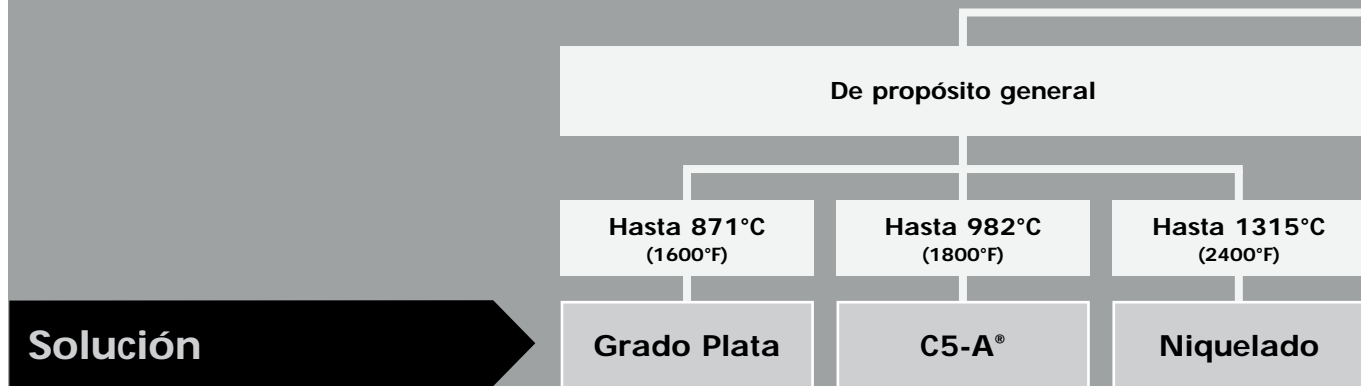 De propósito general
Hasta 871°C
(1600°F)
Hasta 982°C
(1800°F)
Hasta 1315°C
(2400°F)
Solución
Grado Plata
C5-A®
Niquelado